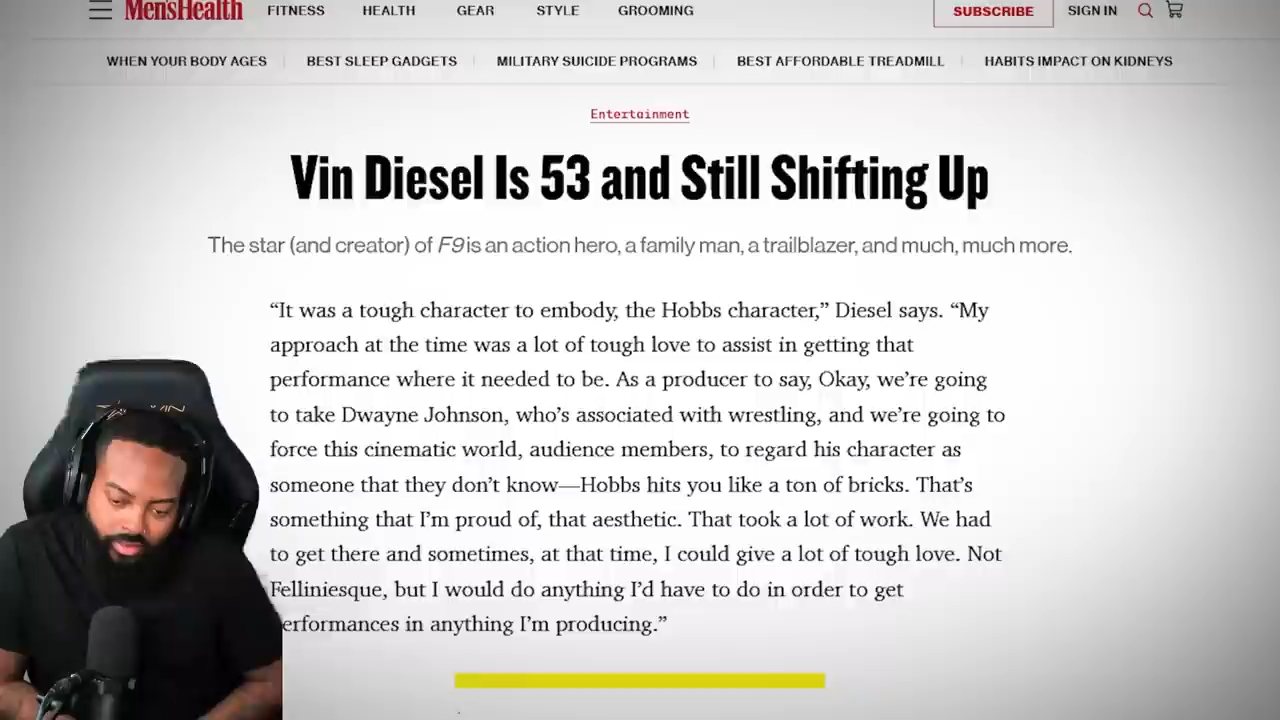 Men'sHealth FITNESS HEALTH GEAR STYLE GROOMING SUBSCRIBE SIGN IN
WHEN YOUR BODY AGES BEST SLEEP GADGETS MILITARY SUICIDE PROGRAMS BEST AFFORDABLE TREADMILL HABITS IMPACT ON KIDNEYS
Entertainment
Vin Diesel Is 53 and Still Shifting Up
The star (and creator) of F9 is an action hero, a family man, a trailblazer, and much, much more.
“It was a tough character to embody, the Hobbs character,” Diesel says. “My
approach at the time was a lot of tough love to assist in getting that
performance where it needed to be. As a producer to say, Okay, we’re going
to take Dwayne Johnson, who’s associated with wrestling, and we’re going to
force this cinematic world, audience members, to regard his character as
someone that they don’t know—Hobbs hits you like a ton of bricks. That’s
something that I’m proud of, that aesthetic. That took a lot of work. We had
to get there and sometimes, at that time, I could give a lot of tough love. Not
Felliniesque, but I would do anything I’d have to do in order to get
erformances in anything I’m producing.”